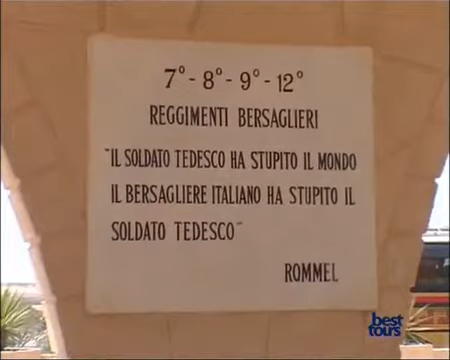 7° - 8° - 9° - 12°
REGGIMENTI BERSAGLIERI
"IL SOLDATO TEDESCO HA STUPITO IL MONDO
IL BERSAGLIERE ITALIANO HA STUPITO IL
SOLDATO TEDESCO"
ROMMEL
best
tours